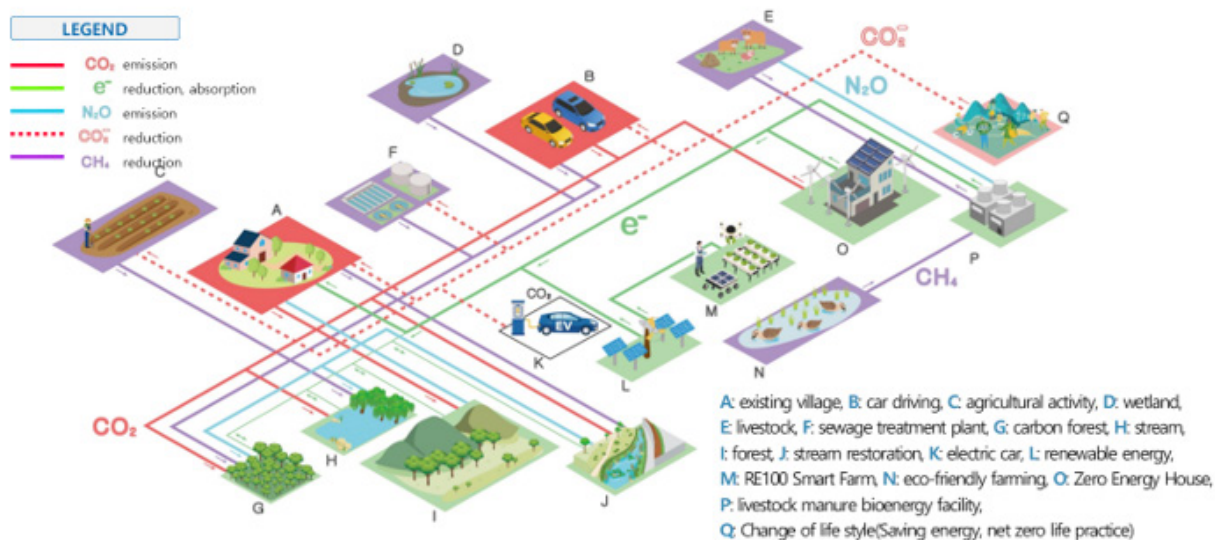 LEGEND
CO₂ emission
e⁻ reduction, absorption
N₂O emission
CO₂⁻ reduction
CH₄ reduction
E
CO₂⁻
D
B
N₂O
Q
F
C
A
e⁻
O
P
CH₄
CO₂
M
EV
K
L
N
CO₂
H
G
I
J
A: existing village, B: car driving, C: agricultural activity, D: wetland,
E: livestock, F: sewage treatment plant, G: carbon forest, H: stream,
I: forest, J: stream restoration, K: electric car, L: renewable energy,
M: RE100 Smart Farm, N: eco-friendly farming, O: Zero Energy House,
P: livestock manure bioenergy facility,
Q: Change of life style(Saving energy, net zero life practice)